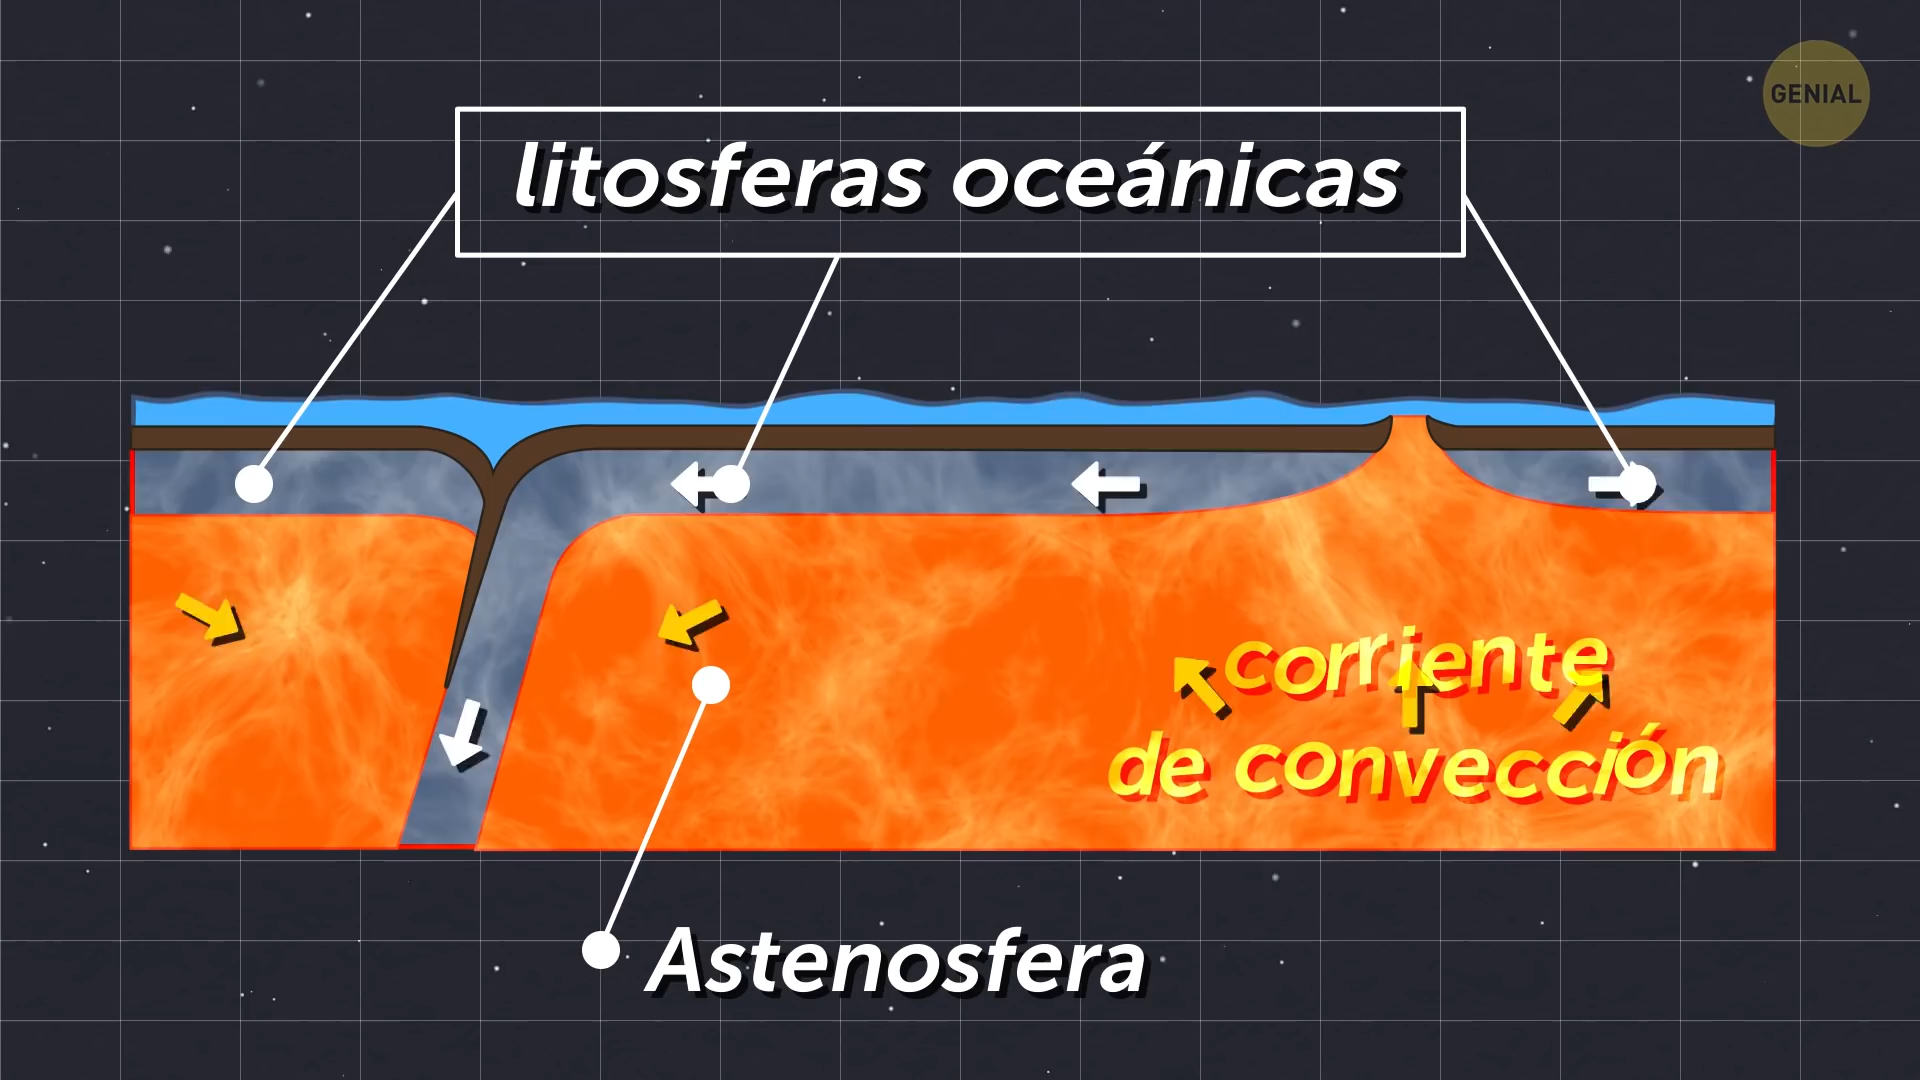 GENIAL
litosferas oceánicas
corriente
de convección
Astenosfera